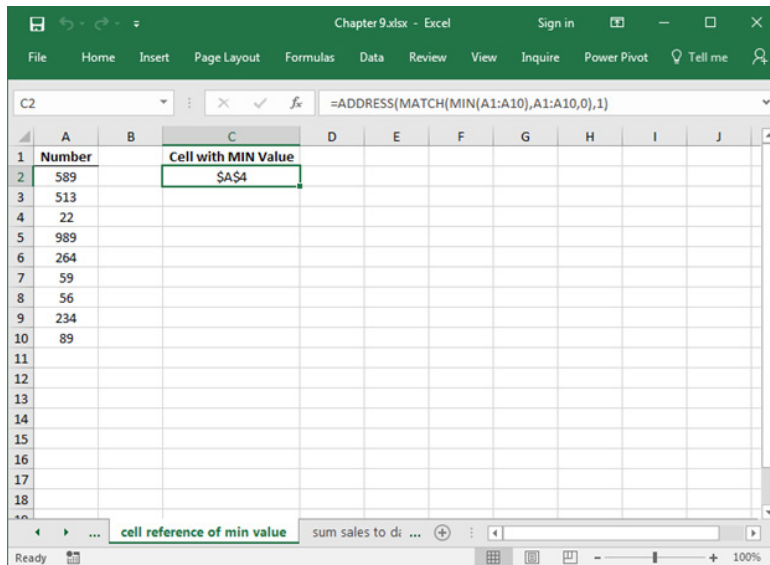 Chapter 9.xlsx - Excel Sign in
File Home Insert Page Layout Formulas Data Review View Inquire Power Pivot Tell me
C2 fx =ADDRESS(MATCH(MIN(A1:A10),A1:A10,0),1)
A B C D E F G H I J
1 Number Cell with MIN Value
2 589 $A$4
3 513
4 22
5 989
6 264
7 59
8 56
9 234
10 89
11
12
13
14
15
16
17
18
... cell reference of min value sum sales to ...
Ready 100%